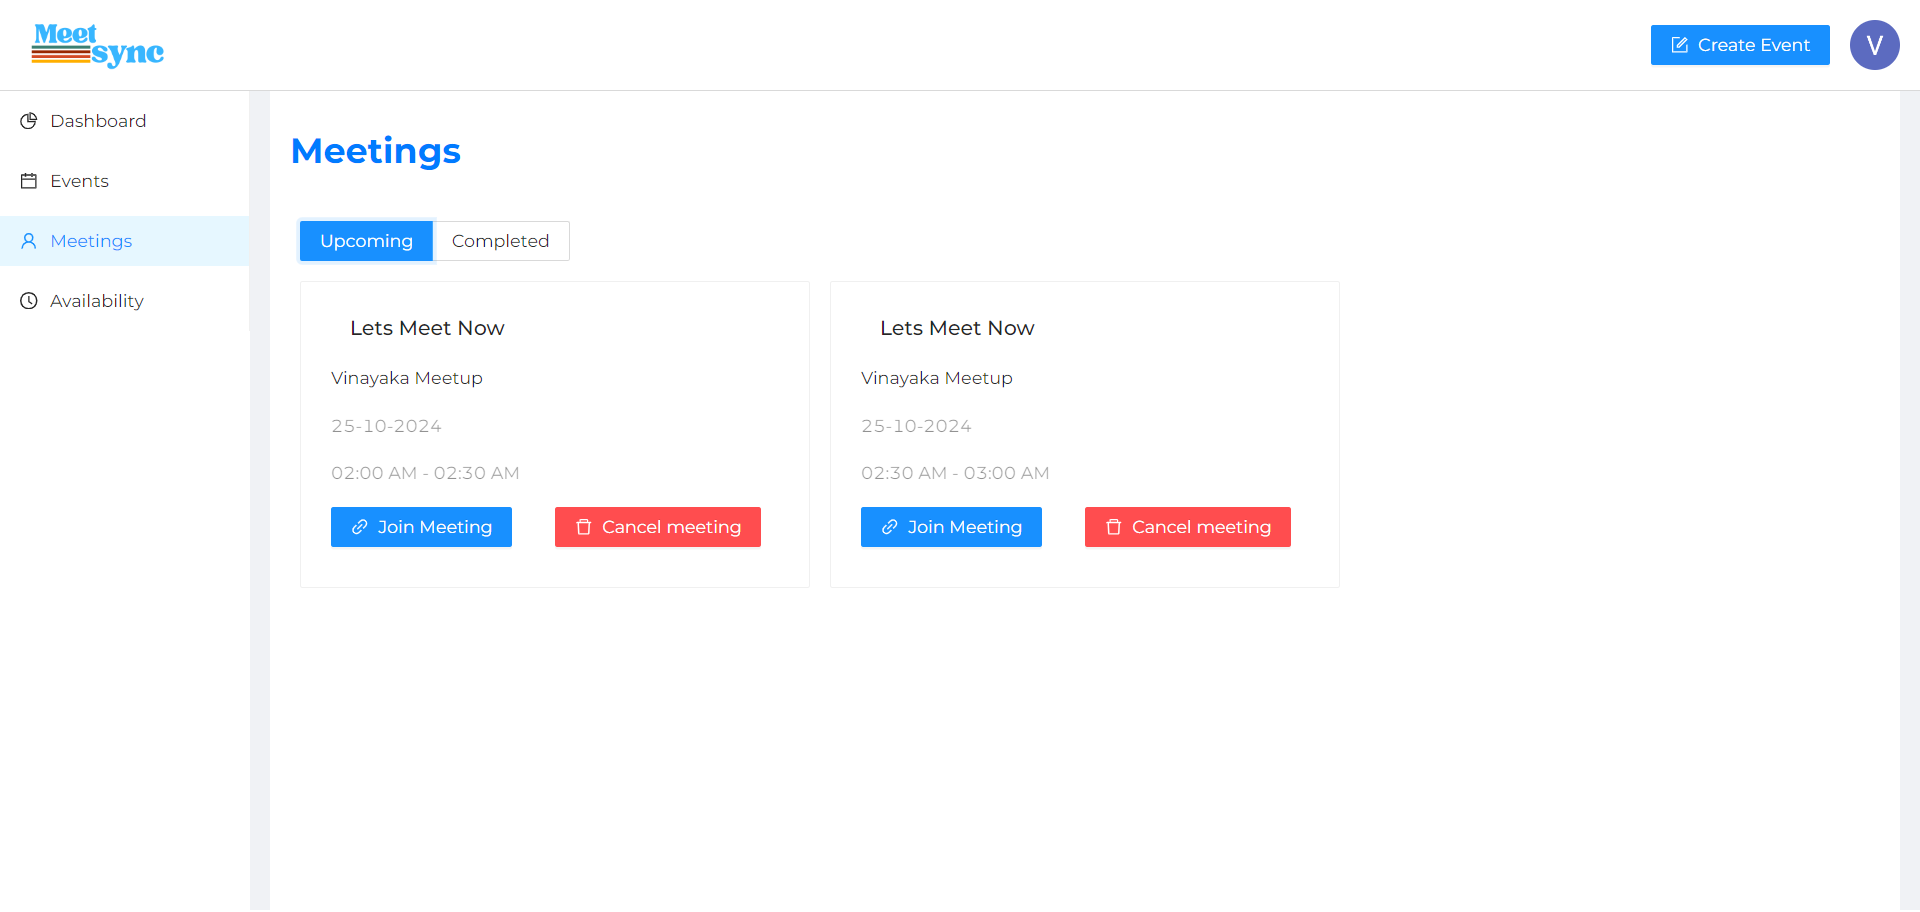 Meet
sync
Create Event
V
Dashboard
Events
Meetings
Availability
Meetings
Upcoming
Completed
Lets Meet Now
Vinayaka Meetup
25-10-2024
02:00 AM - 02:30 AM
Join Meeting
Cancel meeting
Lets Meet Now
Vinayaka Meetup
25-10-2024
02:30 AM - 03:00 AM
Join Meeting
Cancel meeting